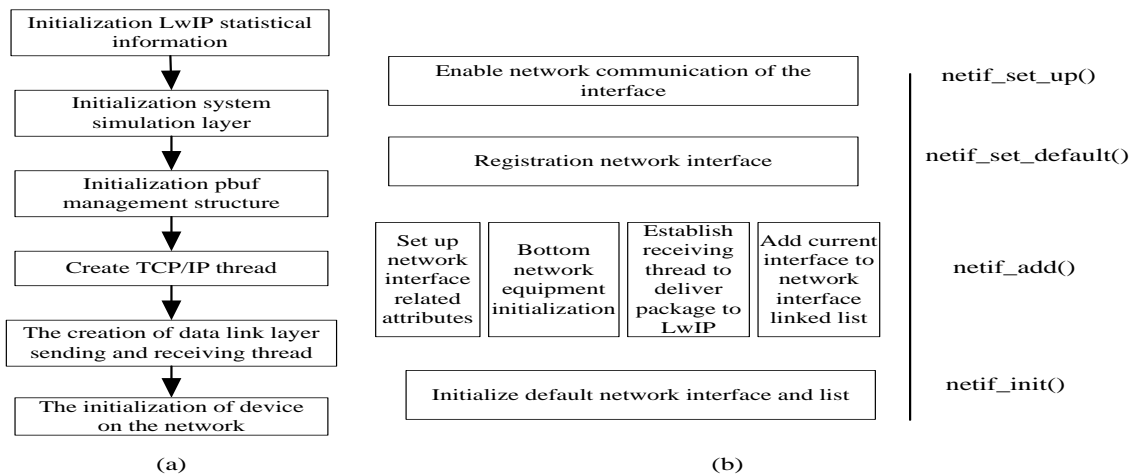 Initialization LwIP statistical
information
Initialization system
simulation layer
Initialization pbuf
management structure
Create TCP/IP thread
The creation of data link layer
sending and receiving thread
The initialization of device
on the network
(a)
Enable network communication of the
interface
netif_set_up()
Registration network interface
netif_set_default()
Set up
network
interface
related
attributes
Bottom
network
equipment
initialization
Establish
receiving
thread to
deliver
package to
LwIP
Add current
interface to
network
interface
linked list
netif_add()
Initialize default network interface and list
netif_init()
(b)